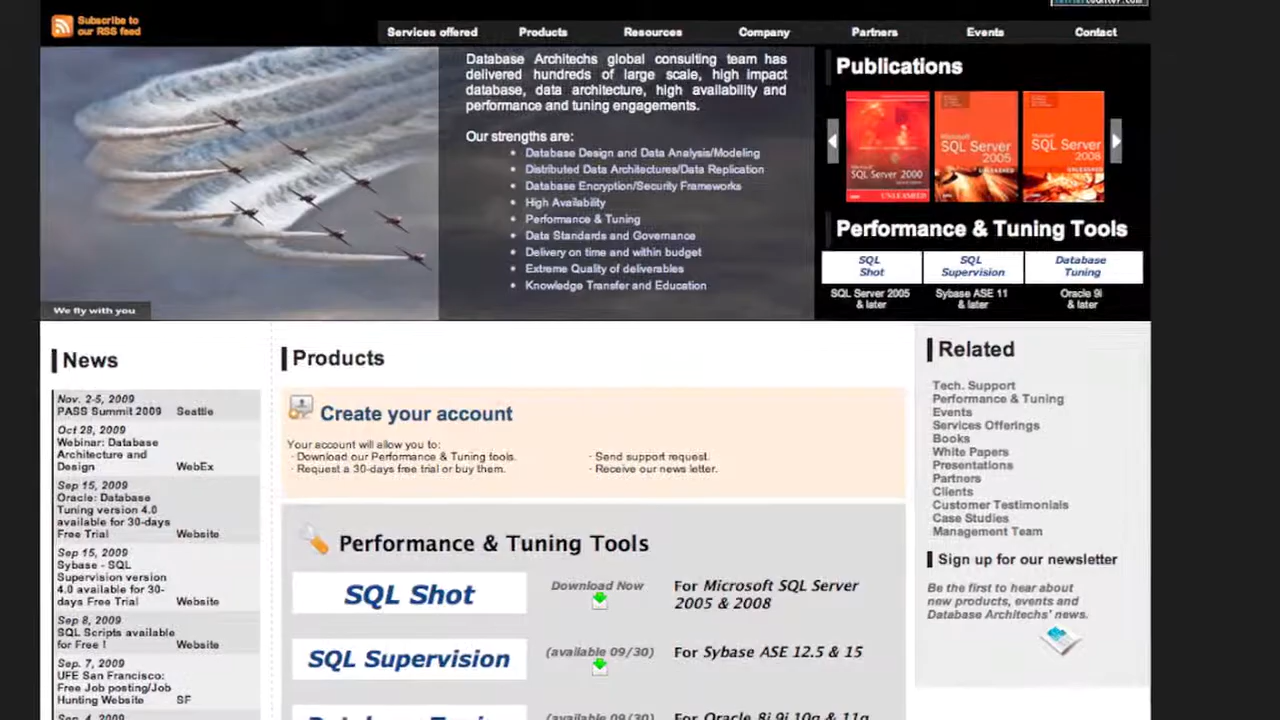 Subscribe to
our RSS feed
Services offered
Products
Resources
Company
Partners
Events
Contact
Database Architechs global consulting team has
delivered hundreds of large scale, high impact
database, data architecture, high availability and
performance and tuning engagements.
Our strengths are:
• Database Design and Data Analysis/Modeling
• Distributed Data Architectures/Data Replication
• Database Encryption/Security Frameworks
• High Availability
• Performance & Tuning
• Data Standards and Governance
• Delivery on time and within budget
• Extreme Quality of deliverables
• Knowledge Transfer and Education
We fly with you
Publications
Microsoft
SQL Server 2000
UNLEASHED
Microsoft
SQL Server
2005
UNLEASHED
Microsoft
SQL Server
2008
UNLEASHED
Performance & Tuning Tools
SQL
Shot
SQL
Supervision
Database
Tuning
SQL Server 2005
& later
Sybase ASE 11
& later
Oracle 9i
& later
News
Nov. 2-5, 2009
PASS Summit 2009 Seattle
Oct 28, 2009
Webinar: Database
Architecture and
Design WebEx
Sep 15, 2009
Oracle: Database
Tuning version 4.0
available for 30-days
Free Trial Website
Sep 15, 2009
Sybase - SQL
Supervision version
4.0 available for 30-
days Free Trial Website
Sep 8, 2009
SQL Scripts available
for Free ! Website
Sep. 7, 2009
UFE San Francisco:
Free Job posting/Job
Hunting Website SF
Sep. 4, 2009
Products
Create your account
Your account will allow you to:
- Download our Performance & Tuning tools.
- Request a 30-days free trial or buy them.
- Send support request.
- Receive our news letter.
Performance & Tuning Tools
SQL Shot
Download Now
For Microsoft SQL Server
2005 & 2008
SQL Supervision
(available 09/30)
For Sybase ASE 12.5 & 15
(available 09/30)
For Oracle 8i 9i 10g & 11g
Related
Tech. Support
Performance & Tuning
Events
Services Offerings
Books
White Papers
Presentations
Partners
Clients
Customer Testimonials
Case Studies
Management Team
Sign up for our newsletter
Be the first to hear about
new products, events and
Database Architechs' news.